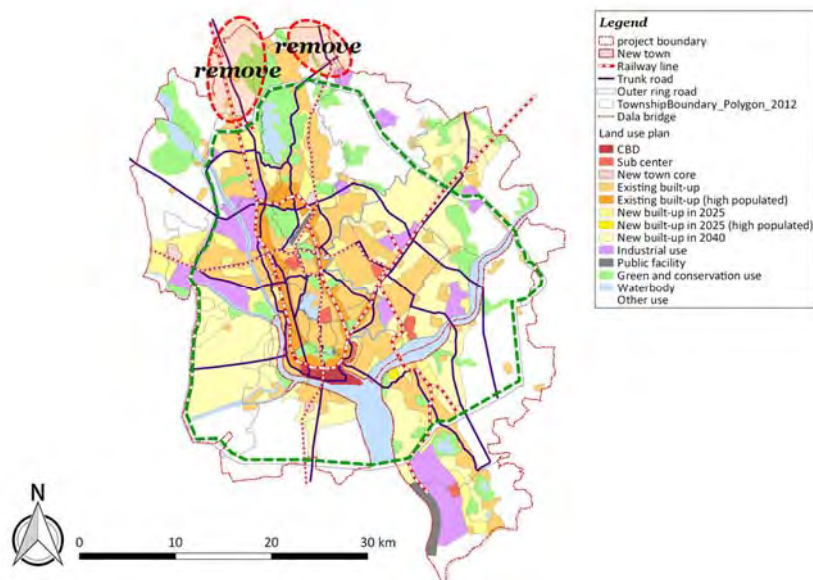 remove
remove
Legend
project boundary
New town
Railway line
Trunk road
Outer ring road
TownshipBoundary_Polygon_2012
Dala bridge
Land use plan
CBD
Sub center
New town core
Existing built-up
Existing built-up (high populated)
New built-up in 2025
New built-up in 2025 (high populated)
New built-up in 2040
Industrial use
Public facility
Green and conservation use
Waterbody
Other use
N
0 10 20 30 km